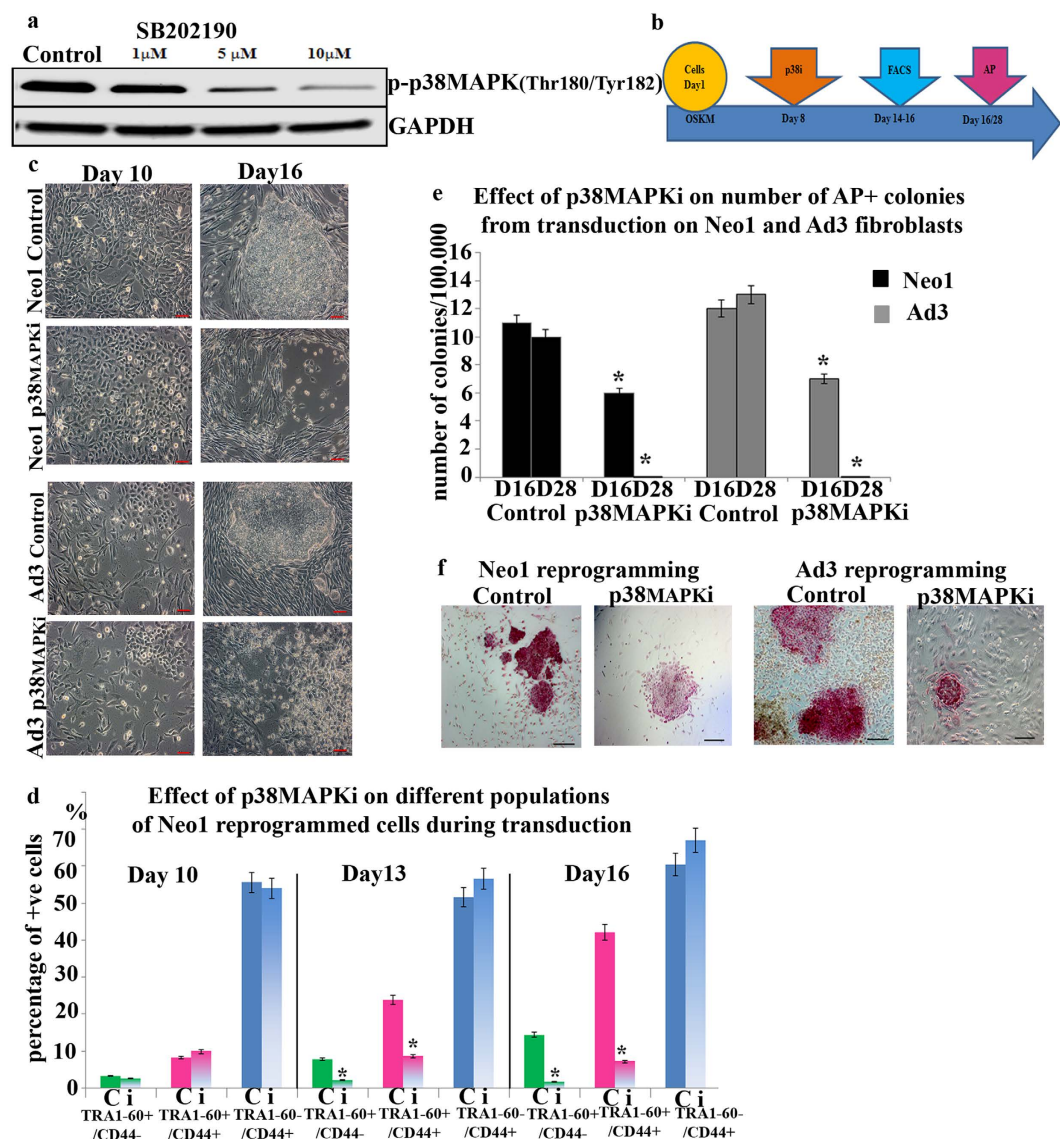 a
SB202190
Control 1µM 5 µM 10µM
p-p38MAPK(Thr180/Tyr182)
GAPDH
b
Cells
Day1
p38i
FACS
AP
OSKM
Day 8
Day 14-16
Day 16/28
c
Day 10
Day16
Neo1 Control
Neo1 p38MAPKi
Ad3 Control
Ad3 p38MAPKi
e
Effect of p38MAPKi on number of AP+ colonies
from transduction on Neo1 and Ad3 fibroblasts
number of colonies/100.000
16
14
12
10
8
6
4
2
0
Neo1
Ad3
*
*
*
*
D16D28 D16D28 D16D28 D16D28
Control p38MAPKi Control p38MAPKi
f
Neo1 reprogramming
Control p38MAPKi
Ad3 reprogramming
Control p38MAPKi
d
Effect of p38MAPKi on different populations
of Neo1 reprogrammed cells during transduction
%
percentage of +ve cells
70
60
50
40
30
20
10
0
Day 10
Day13
Day16
*
*
*
*
C i C i C i C i C i C i C i C i C i
TRA1-60+ TRA1-60+ TRA1-60- TRA1-60+ TRA1-60+ TRA1-60- TRA1-60+ TRA1-60+ TRA1-60-
/CD44- /CD44+ /CD44+ /CD44- /CD44+ /CD44+ /CD44- /CD44+ /CD44+